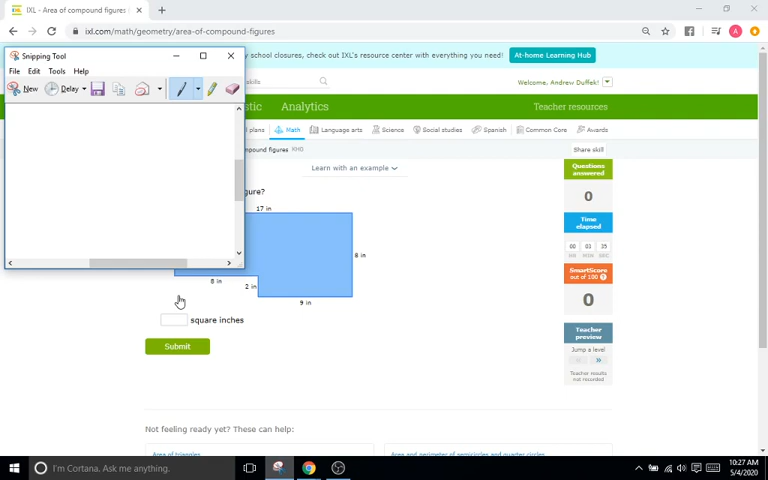 IXL - Area of compound figures
ixl.com/math/geometry/area-of-compound-figures
Snipping Tool
y school closures, check out IXL's resource center with everything you need!
At-home Learning Hub
File Edit Tools Help
New Delay
skills
Welcome, Andrew Duffek!
stic Analytics
Teacher resources
l plans Math Language arts Science Social studies Spanish Common Core Awards
mpound figures
Share skill
Learn with an example
Questions answered
0
gure?
17 in
8 in
8 in
2 in
9 in
square inches
Submit
Time elapsed
00 03 35
HR MIN SEC
SmartScore
out of 100
0
Teacher preview
Jump a level
Teacher results not recorded
Not feeling ready yet? These can help:
Area of triangles
Area and perimeter of semicircles and quarter circles
I'm Cortana. Ask me anything.
10:27 AM
5/4/2020